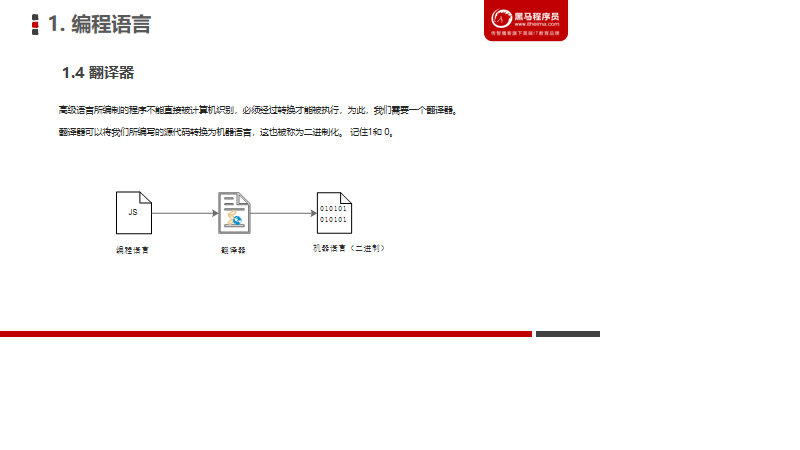 1. 编程语言
黑马程序员
www.itheima.com
传智播客旗下高端IT教育品牌
1.4 翻译器
高级语言所编制的程序不能直接被计算机识别，必须经过转换才能被执行，为此，我们需要一个翻译器。
翻译器可以将我们所编写的源代码转换为机器语言，这也被称为二进制化。 记住1和 0。
JS
010101
010101
编程语言
翻译器
机器语言（二进制）